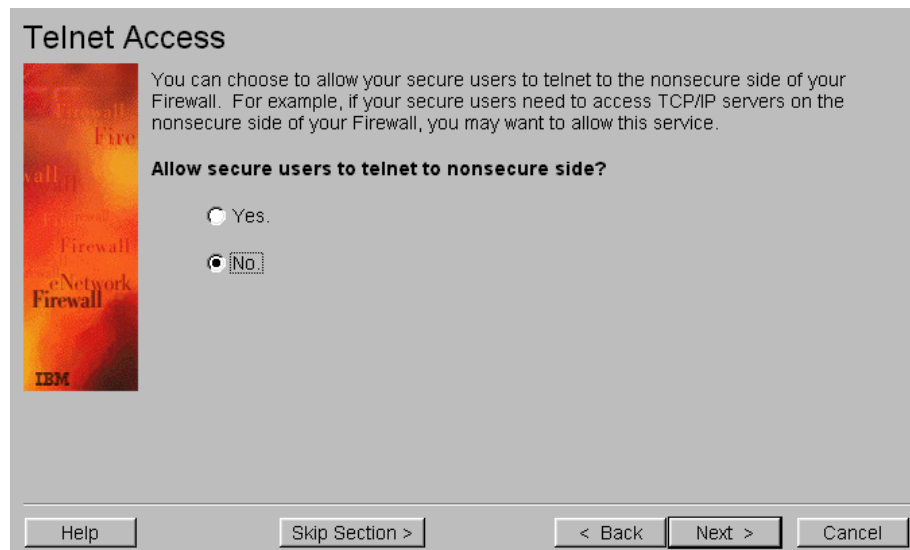 Telnet Access
You can choose to allow your secure users to telnet to the nonsecure side of your
Firewall. For example, if your secure users need to access TCP/IP servers on the
nonsecure side of your Firewall, you may want to allow this service.
Allow secure users to telnet to nonsecure side?
Yes.
No.
Firewall
Fire
wall
Firewall
Firewall
eNetwork
Firewall
IBM
Help
Skip Section >
< Back
Next >
Cancel